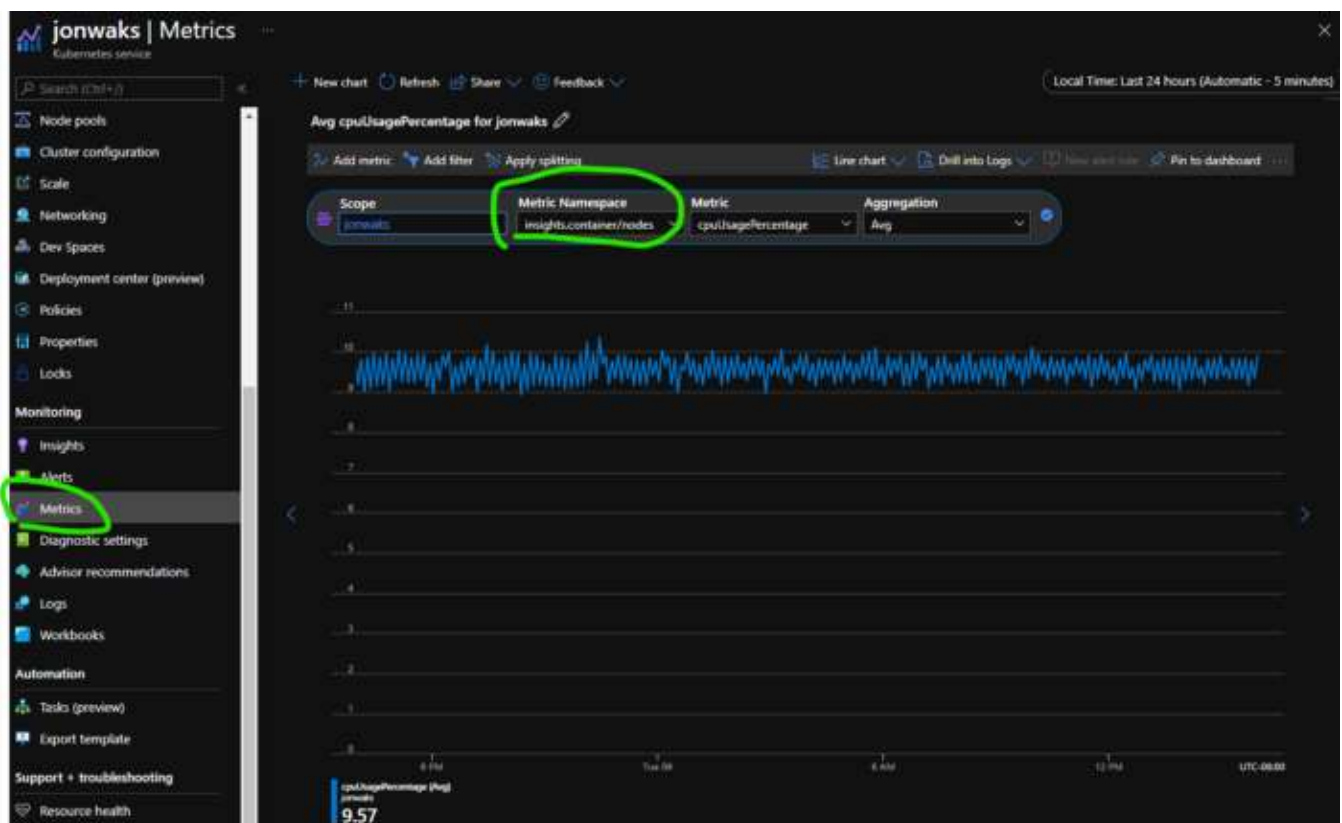 jonwaks | Metrics
Kubernetes service
Search (Ctrl+/)
Node pools
Cluster configuration
Scale
Networking
Dev Spaces
Deployment center (preview)
Policies
Properties
Locks
Monitoring
Insights
Alerts
Metrics
Diagnostic settings
Advisor recommendations
Logs
Workbooks
Automation
Tasks (preview)
Export template
Support + troubleshooting
Resource health
New chart Refresh Share Feedback
Local Time: Last 24 hours (Automatic - 5 minutes)
Avg cpuUsagePercentage for jonwaks
Add metric Add filter Apply splitting Line chart Drill into Logs New alert rule Pin to dashboard
Scope Metric Namespace Metric Aggregation
jonwaks insights.container/nodes cpuUsagePercentage Avg
11
10
9
8
7
6
5
4
3
2
1
0
6 PM 6 AM 12 PM UTC-08:00
cpuUsagePercentage (Avg)
jonwaks
9.57